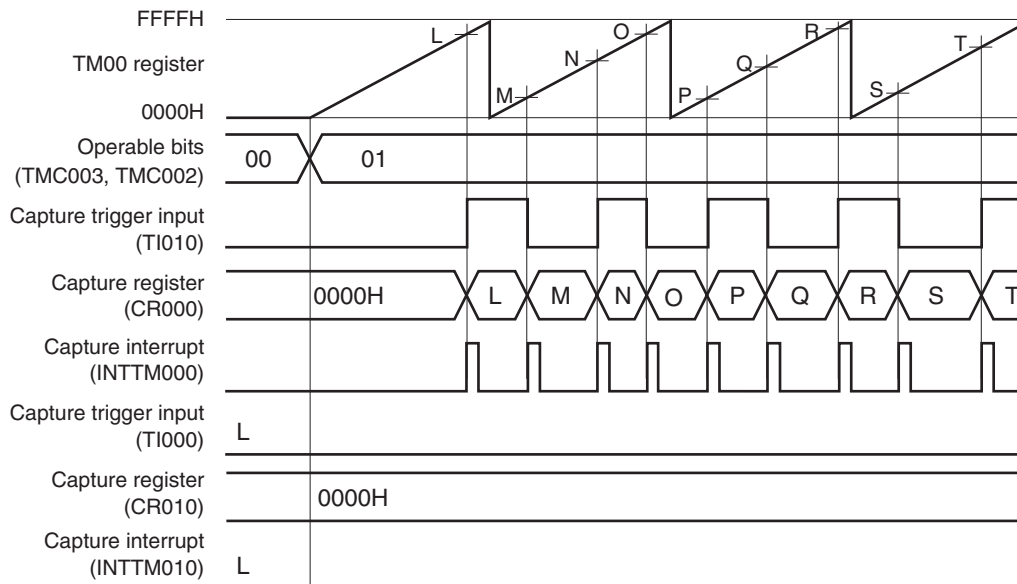 FFFFH
TM00 register
0000H
L M N O P Q R S T
Operable bits
(TMC003, TMC002)
00 01
Capture trigger input
(TI010)
Capture register
(CR000)
0000H L M N O P Q R S T
Capture interrupt
(INTTM000)
Capture trigger input
(TI000)
L
Capture register
(CR010)
0000H
Capture interrupt
(INTTM010)
L